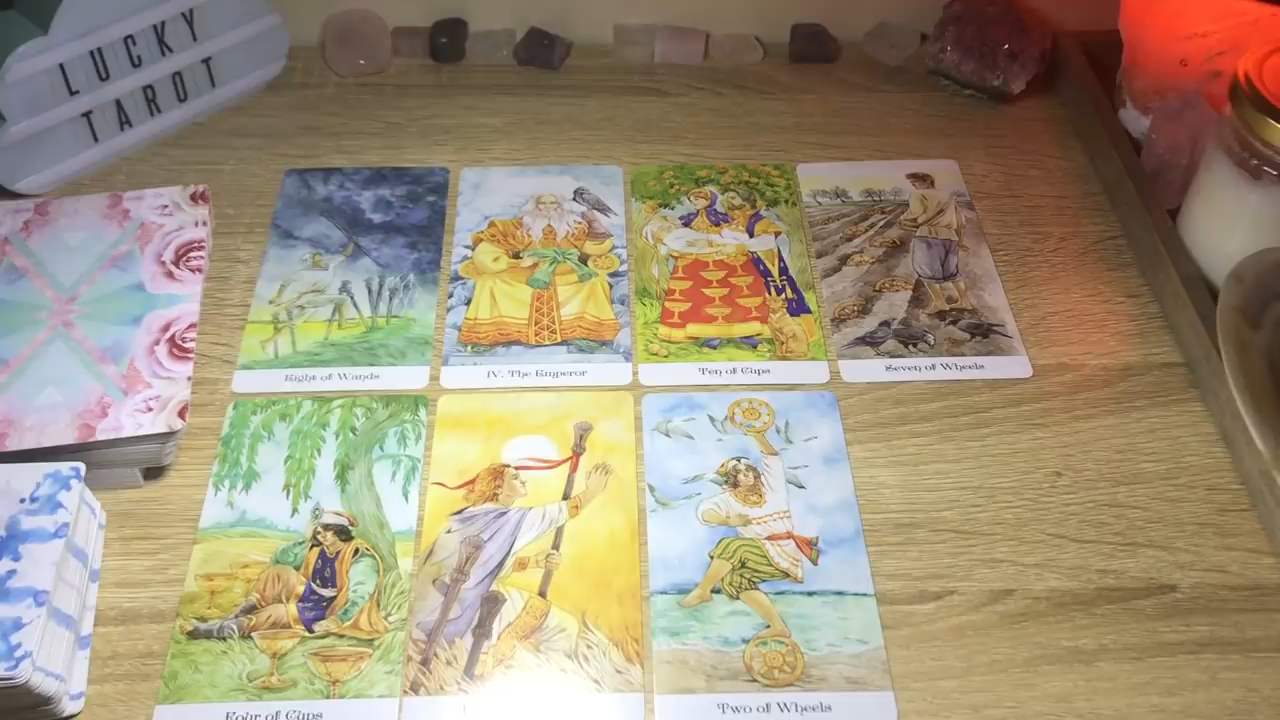 LUCKY
TAROT
Eight of Wands
IV. The Emperor
Ten of Cups
Seven of Wheels
Four of Cups
Two of Wheels